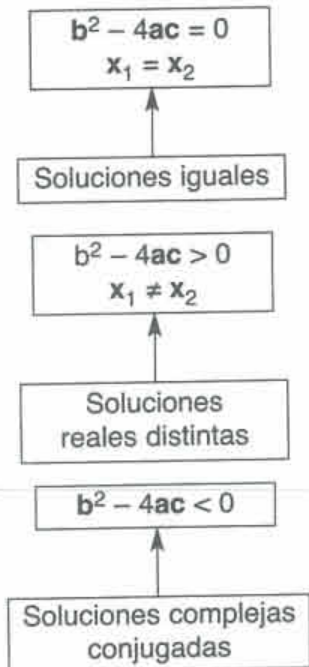 b² – 4ac = 0
x₁ = x₂
Soluciones iguales
b² – 4ac > 0
x₁ ≠ x₂
Soluciones
reales distintas
b² – 4ac < 0
Soluciones complejas
conjugadas